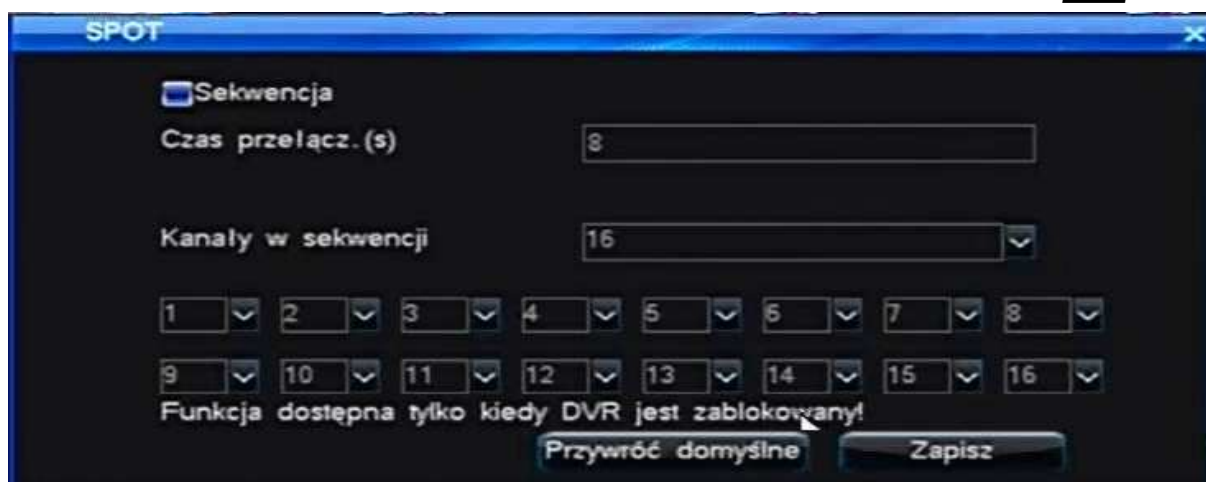 SPOT
Sekwencja
Czas przełącz.(s) 8
Kanały w sekwencji 16
1 2 3 4 5 6 7 8
9 10 11 12 13 14 15 16
Funkcja dostępna tylko kiedy DVR jest zablokowany!
Przywróć domyślne Zapisz